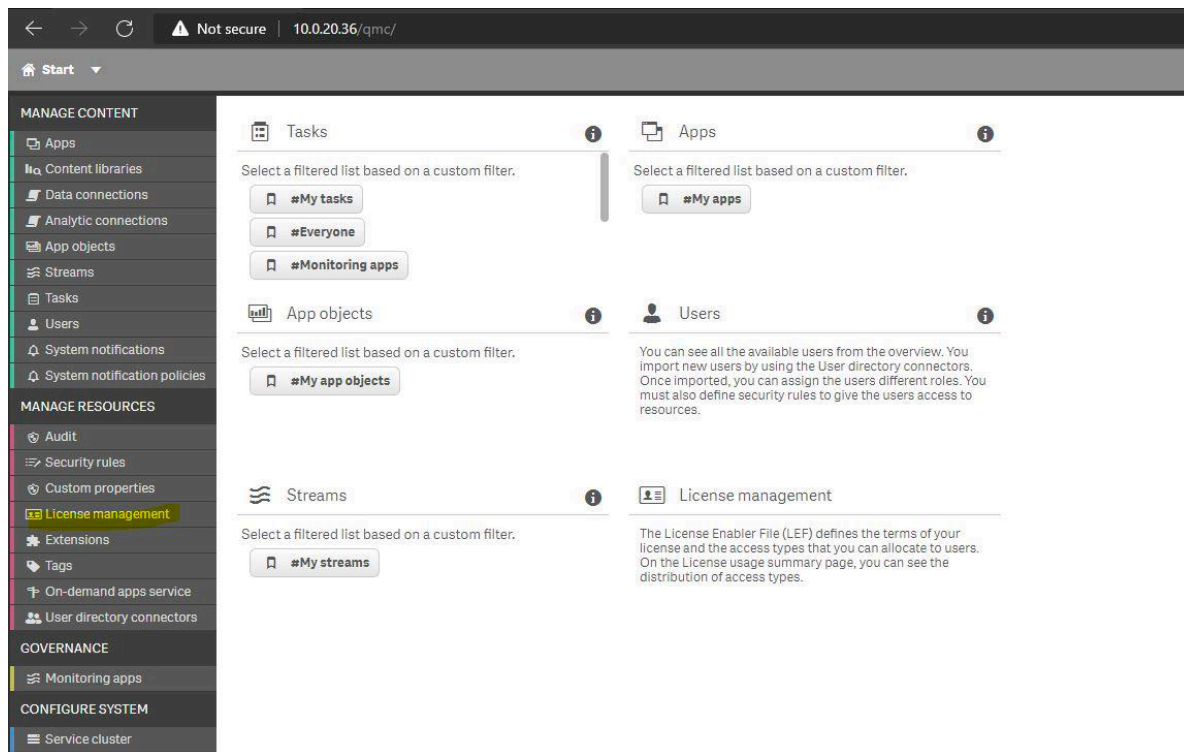 Not secure 10.0.20.36/qmc/
Start
MANAGE CONTENT
Apps
Content libraries
Data connections
Analytic connections
App objects
Streams
Tasks
Users
System notifications
System notification policies
MANAGE RESOURCES
Audit
Security rules
Custom properties
License management
Extensions
Tags
On-demand apps service
User directory connectors
GOVERNANCE
Monitoring apps
CONFIGURE SYSTEM
Service cluster
Tasks
Select a filtered list based on a custom filter.
#My tasks
#Everyone
#Monitoring apps
Apps
Select a filtered list based on a custom filter.
#My apps
App objects
Select a filtered list based on a custom filter.
#My app objects
Users
You can see all the available users from the overview. You
import new users by using the User directory connectors.
Once imported, you can assign the users different roles. You
must also define security rules to give the users access to
resources.
Streams
Select a filtered list based on a custom filter.
#My streams
License management
The License Enabler File (LEF) defines the terms of your
license and the access types that you can allocate to users.
On the License usage summary page, you can see the
distribution of access types.